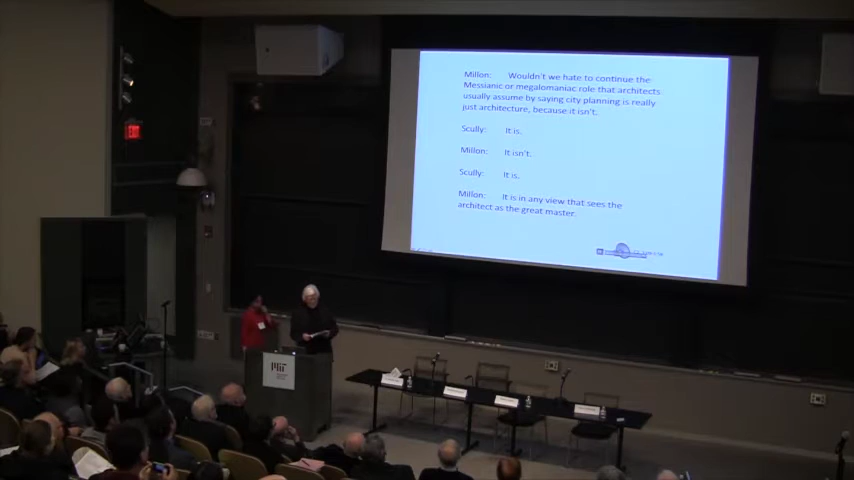 Millon: Wouldn't we hate to continue the
Messianic or megalomaniac role that architects
usually assume by saying city planning is really
just architecture, because it isn't.
Scully: It is.
Millon: It isn't.
Scully: It is.
Millon: It is in any view that sees the
architect as the great master.
MIT